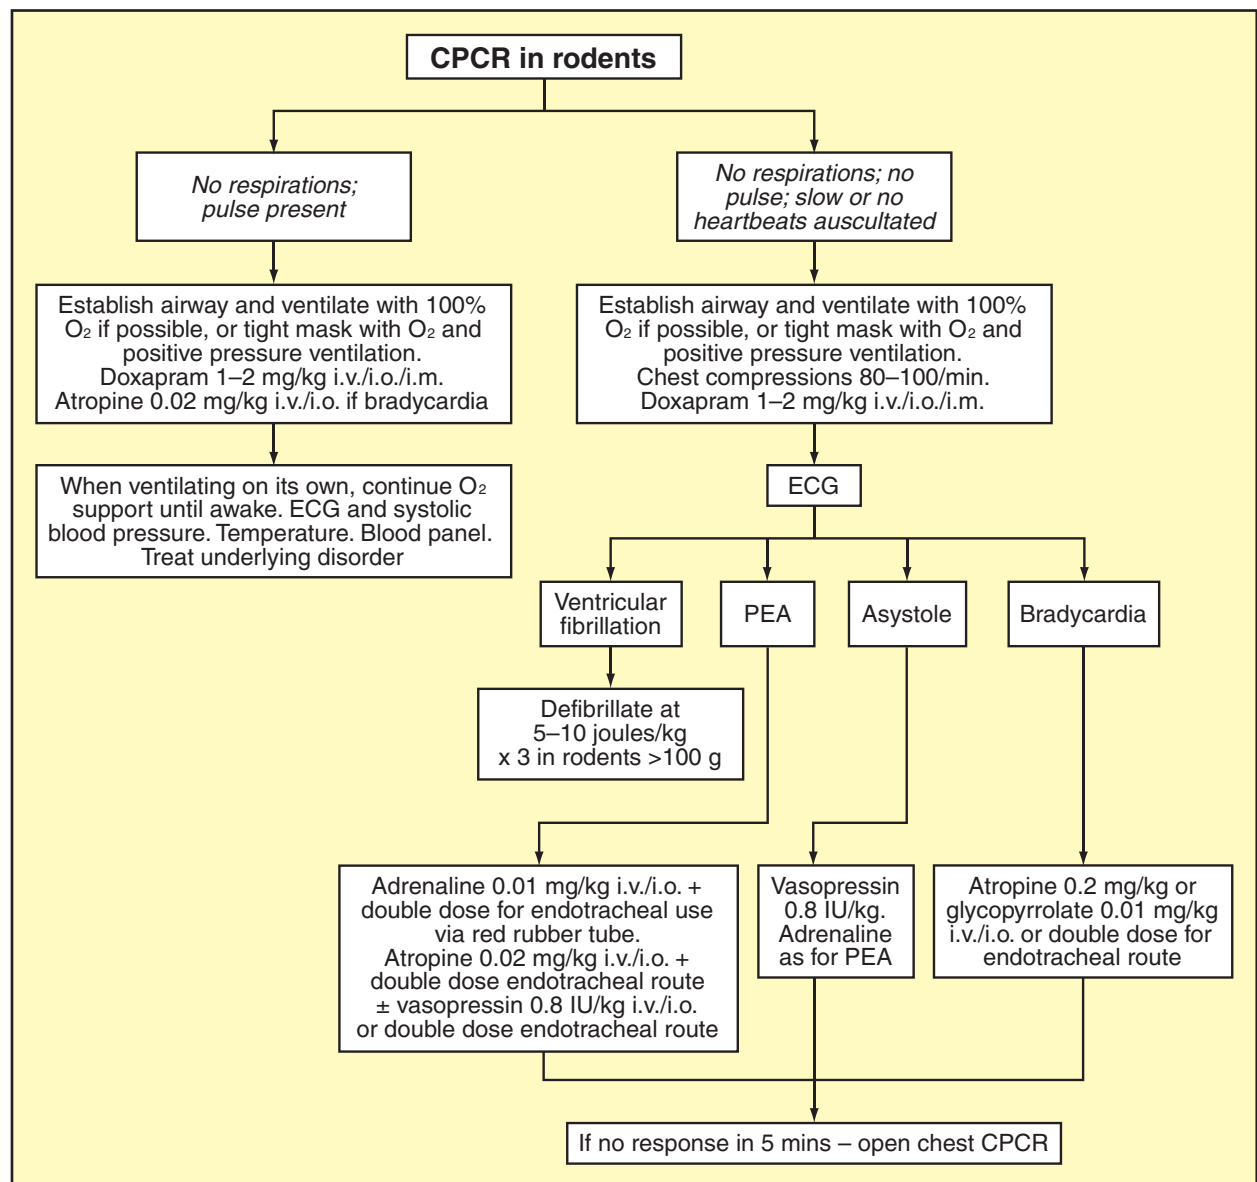 CPCR in rodents
No respirations;
pulse present
No respirations; no
pulse; slow or no
heartbeats auscultated
Establish airway and ventilate with 100%
O₂ if possible, or tight mask with O₂ and
positive pressure ventilation.
Doxapram 1–2 mg/kg i.v./i.o./i.m.
Atropine 0.02 mg/kg i.v./i.o. if bradycardia
Establish airway and ventilate with 100%
O₂ if possible, or tight mask with O₂ and
positive pressure ventilation.
Chest compressions 80–100/min.
Doxapram 1–2 mg/kg i.v./i.o./i.m.
When ventilating on its own, continue O₂
support until awake. ECG and systolic
blood pressure. Temperature. Blood panel.
Treat underlying disorder
ECG
Ventricular
fibrillation
PEA
Asystole
Bradycardia
Defibrillate at
5–10 joules/kg
x 3 in rodents >100 g
Adrenaline 0.01 mg/kg i.v./i.o. +
double dose for endotracheal use
via red rubber tube.
Atropine 0.02 mg/kg i.v./i.o. +
double dose endotracheal route
± vasopressin 0.8 IU/kg i.v./i.o.
or double dose endotracheal route
Vasopressin
0.8 IU/kg.
Adrenaline
as for PEA
Atropine 0.2 mg/kg or
glycopyrrolate 0.01 mg/kg
i.v./i.o. or double dose for
endotracheal route
If no response in 5 mins – open chest CPCR